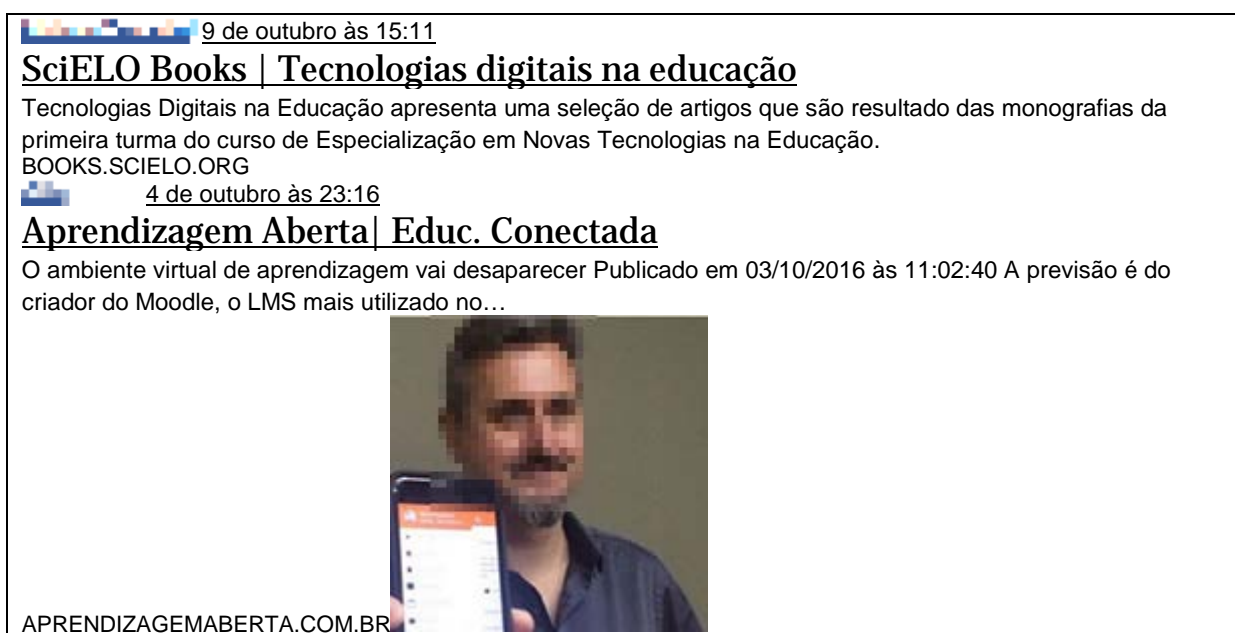 9 de outubro às 15:11
SciELO Books | Tecnologias digitais na educação
Tecnologias Digitais na Educação apresenta uma seleção de artigos que são resultado das monografias da
primeira turma do curso de Especialização em Novas Tecnologias na Educação.
BOOKS.SCIELO.ORG
4 de outubro às 23:16
Aprendizagem Aberta| Educ. Conectada
O ambiente virtual de aprendizagem vai desaparecer Publicado em 03/10/2016 às 11:02:40 A previsão é do
criador do Moodle, o LMS mais utilizado no…
APRENDIZAGEMABERTA.COM.BR